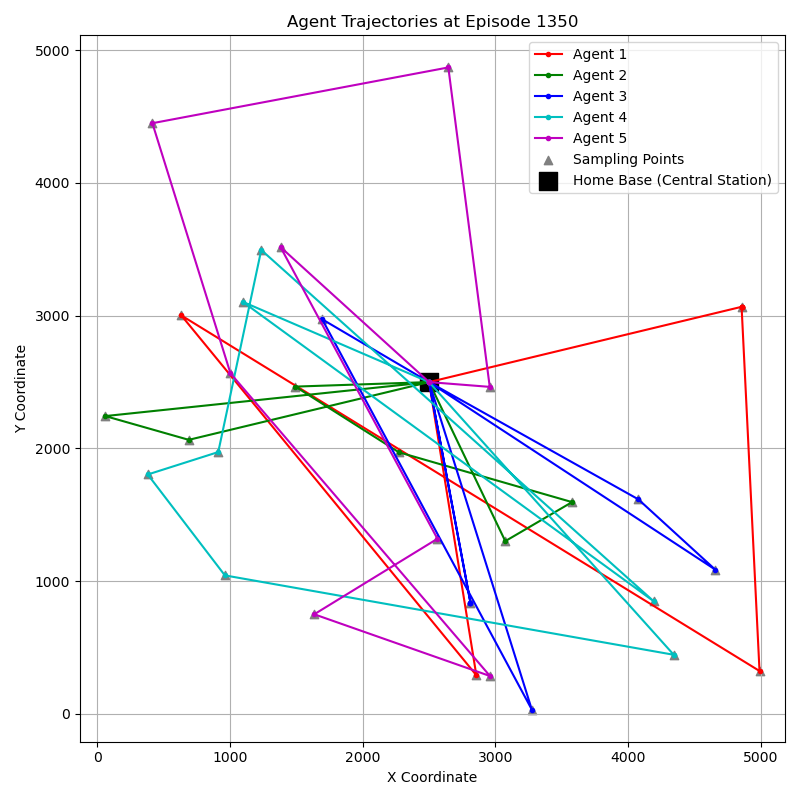 Agent Trajectories at Episode 1350
Agent 1
Agent 2
Agent 3
Agent 4
Agent 5
Sampling Points
Home Base (Central Station)
Y Coordinate
5000
4000
3000
2000
1000
0
0 1000 2000 3000 4000 5000
X Coordinate